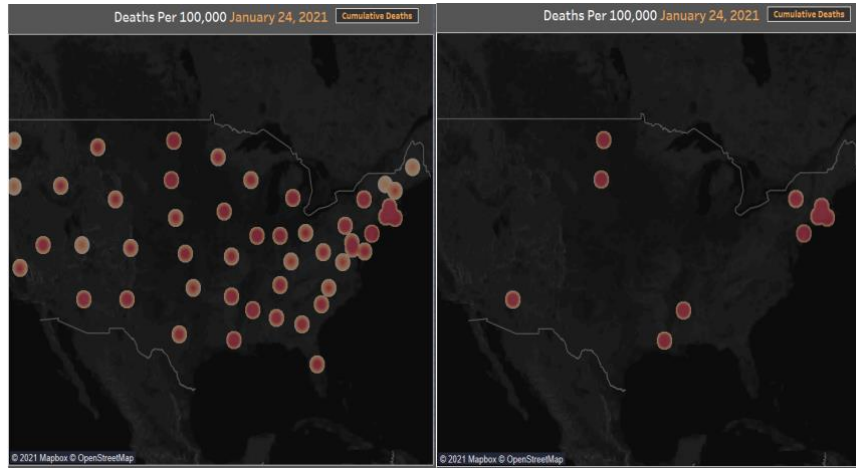 Deaths Per 100,000 January 24, 2021 Cumulative Deaths
Deaths Per 100,000 January 24, 2021 Cumulative Deaths
© 2021 Mapbox © OpenStreetMap
© 2021 Mapbox © OpenStreetMap